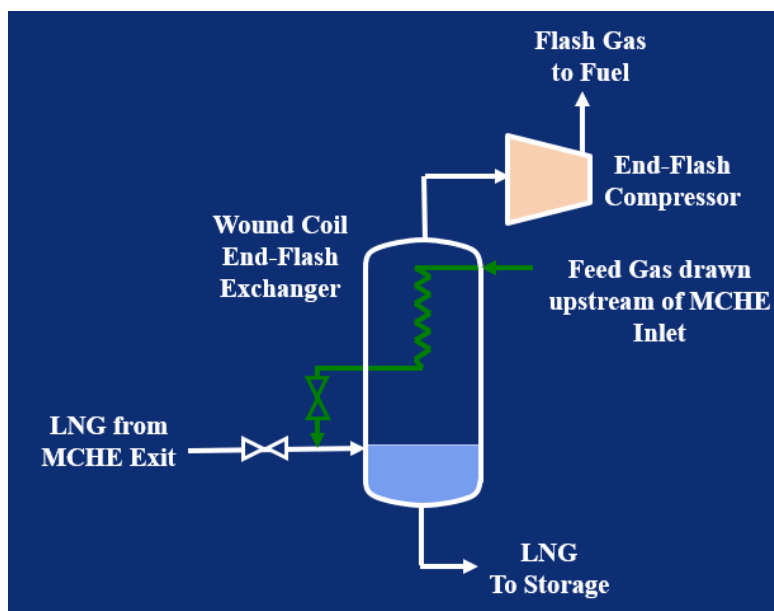 Flash Gas
to Fuel
End-Flash
Compressor
Wound Coil
End-Flash
Exchanger
Feed Gas drawn
upstream of MCHE
Inlet
LNG from
MCHE Exit
LNG
To Storage